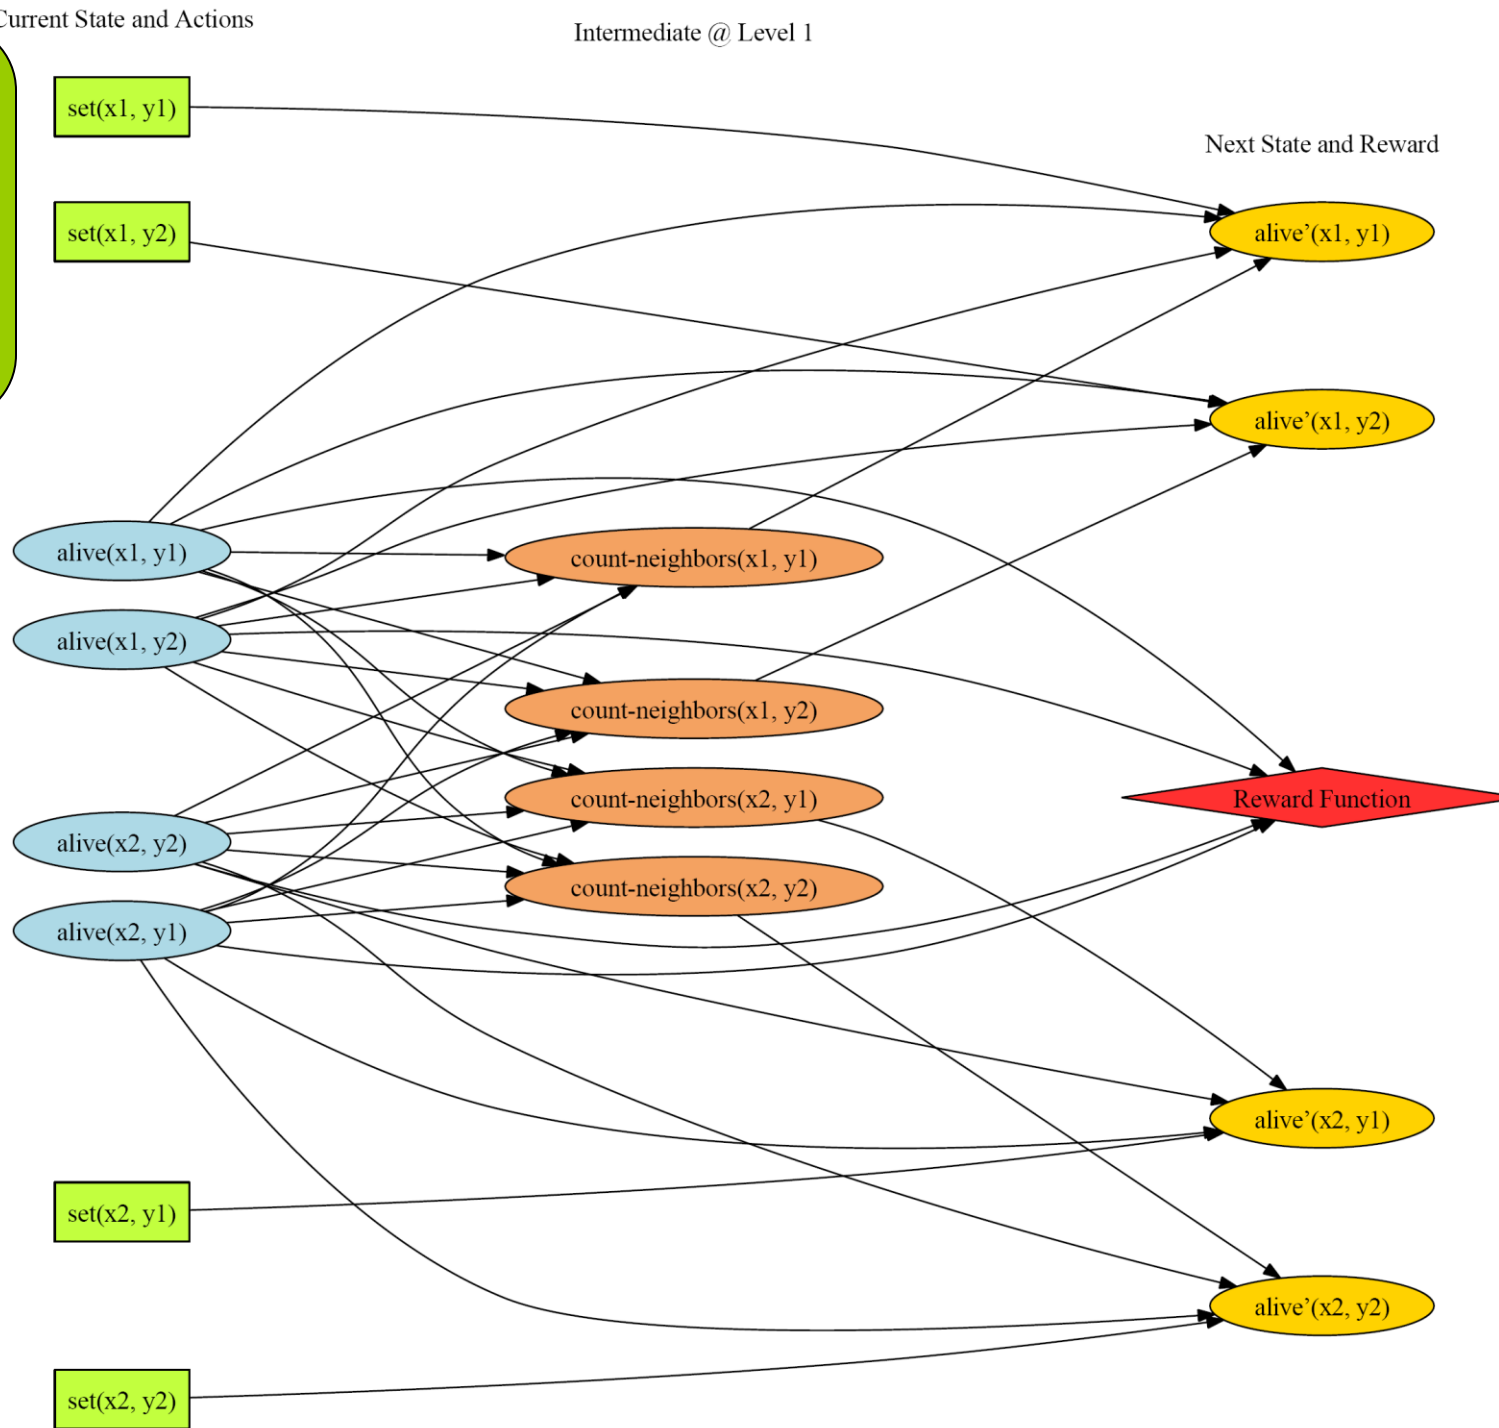 Current State and Actions
Intermediate @ Level 1
set(x1, y1)
Next State and Reward
set(x1, y2)
alive’(x1, y1)
alive’(x1, y2)
alive(x1, y1)
count-neighbors(x1, y1)
alive(x1, y2)
count-neighbors(x1, y2)
count-neighbors(x2, y1)
Reward Function
alive(x2, y2)
count-neighbors(x2, y2)
alive(x2, y1)
alive’(x2, y1)
set(x2, y1)
alive’(x2, y2)
set(x2, y2)